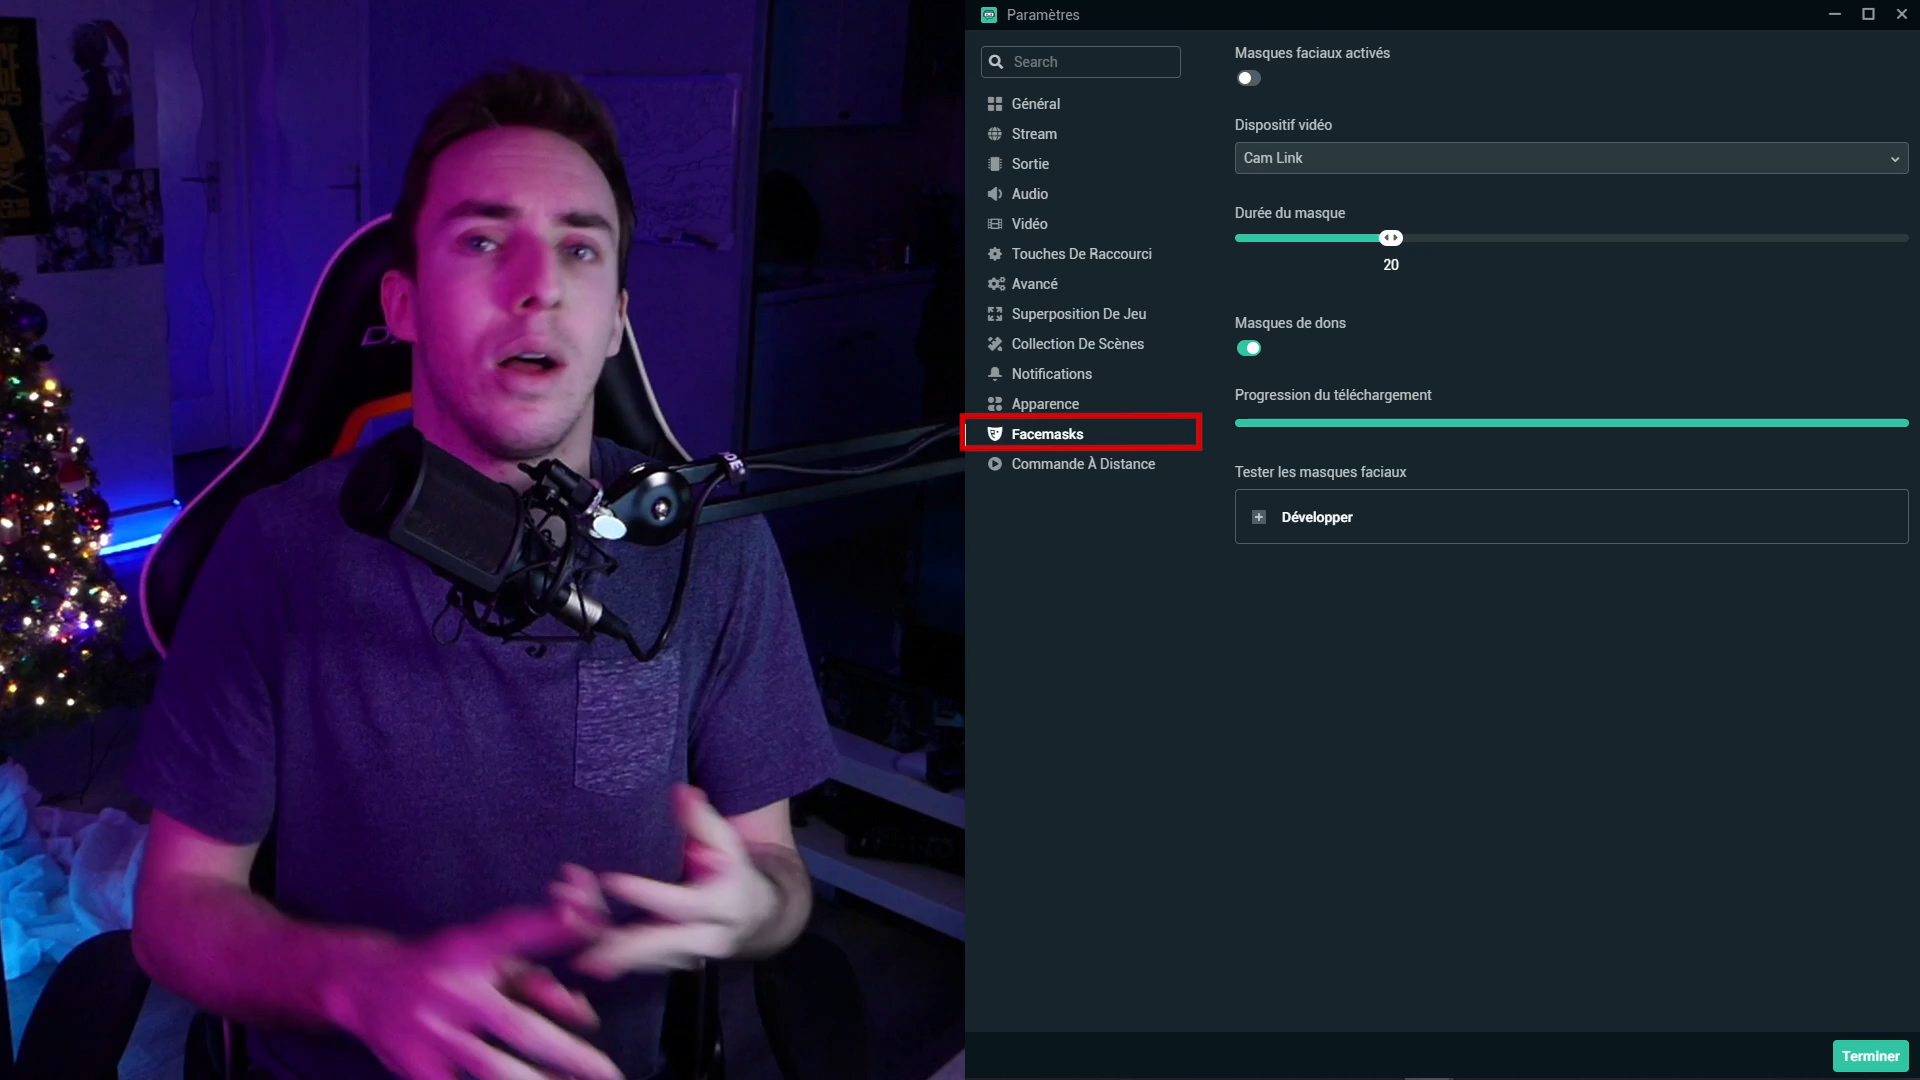 Paramètres
Search
Général
Stream
Sortie
Audio
Vidéo
Touches De Raccourci
Avancé
Superposition De Jeu
Collection De Scènes
Notifications
Apparence
Facemasks
Commande À Distance
Masques faciaux activés
Dispositif vidéo
Cam Link
Durée du masque
20
Masques de dons
Progression du téléchargement
Tester les masques faciaux
Développer
Terminer